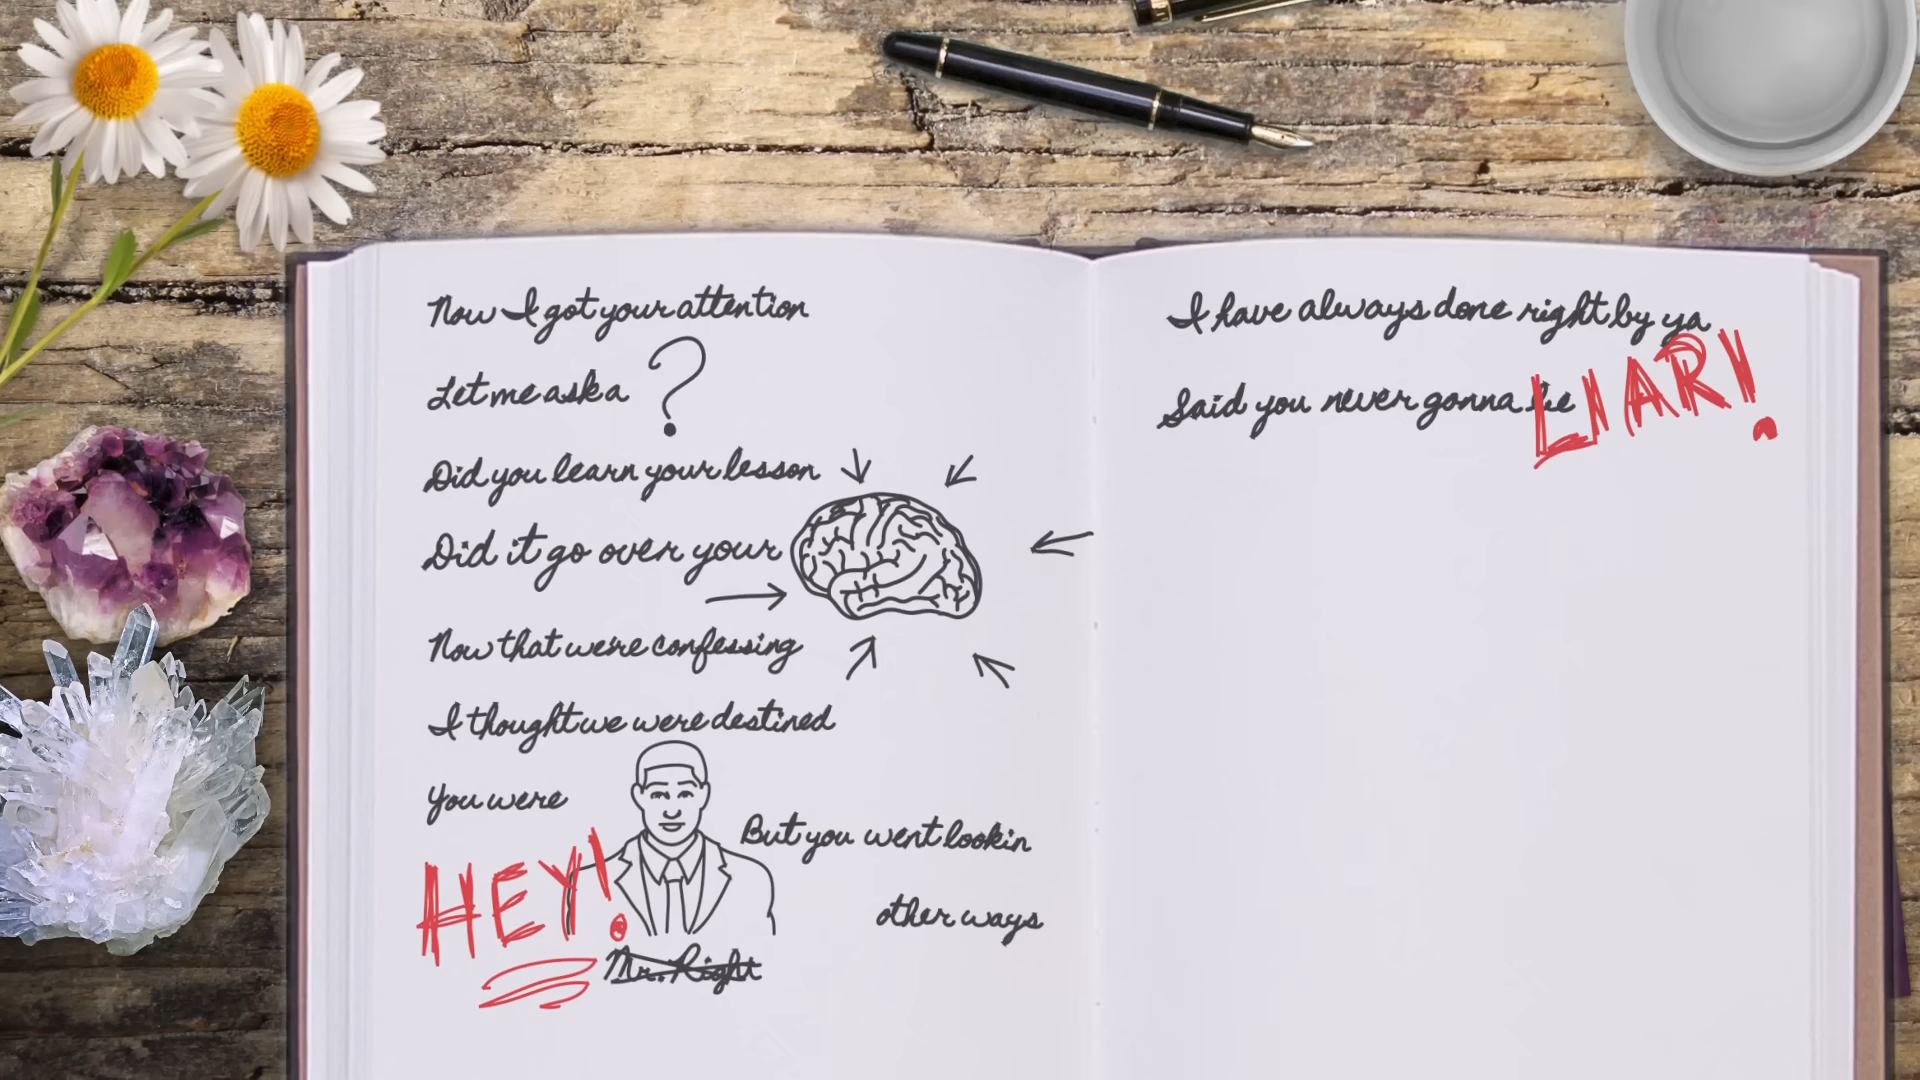 Now I got your attention
Let me ask a ?
Did you learn your lesson
Did it go over your
Now that we're confessing
I thought we were destined
You were
HEY!
Mr. Right
But you went lookin
other ways
I have always done right by ya
Said you never gonna be
LIAR!